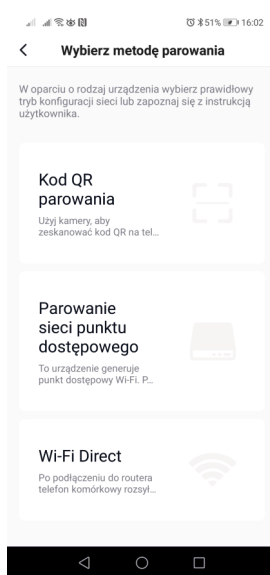 51% 16:02
Wybierz metodę parowania
W oparciu o rodzaj urządzenia wybierz prawidłowy
tryb konfiguracji sieci lub zapoznaj się z instrukcją
użytkownika.
Kod QR
parowania
Użyj kamery, aby
zeskanować kod QR na tel...
Parowanie
sieci punktu
dostępowego
To urządzenie generuje
punkt dostępowy Wi-Fi. P...
Wi-Fi Direct
Po podłączeniu do routera
telefon komórkowy rozsył...